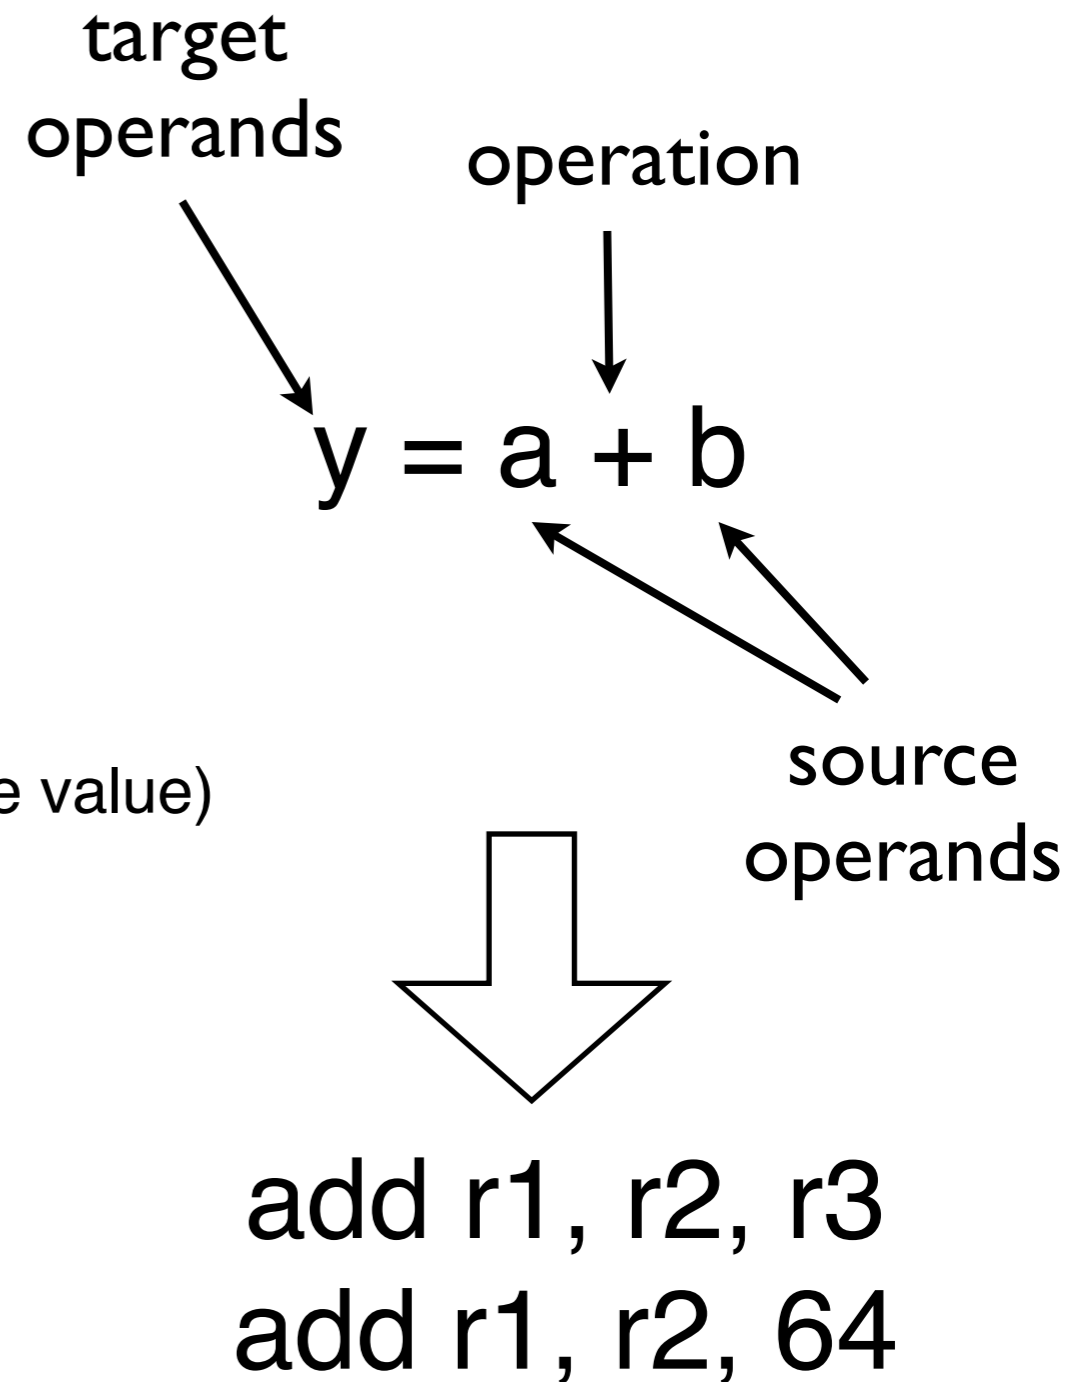 target
operands
operation
y = a + b
e value)
source
operands
add r1, r2, r3
add r1, r2, 64